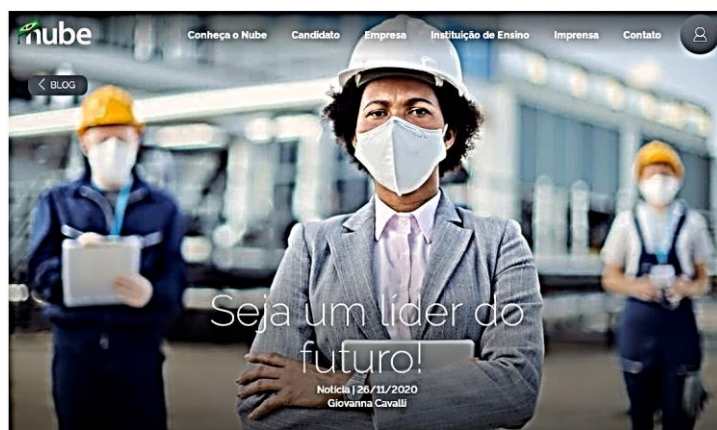 nube
Conheça o Nube Candidato Empresa Instituição de Ensino Imprensa Contato
< BLOG
Seja um líder do
futuro!
Notícia | 26/11/2020
Giovanna Cavalli